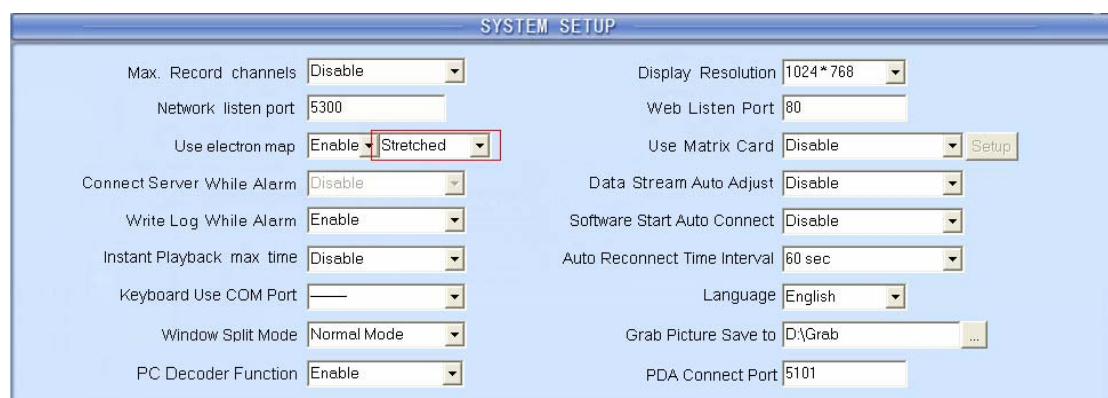 SYSTEM SETUP
Max. Record channels Disable Display Resolution 1024*768
Network listen port 5300 Web Listen Port 80
Use electron map Enable Stretched Use Matrix Card Disable Setup
Connect Server While Alarm Disable Data Stream Auto Adjust Disable
Write Log While Alarm Enable Software Start Auto Connect Disable
Instant Playback max time Disable Auto Reconnect Time Interval 60 sec
Keyboard Use COM Port —— Language English
Window Split Mode Normal Mode Grab Picture Save to D:\Grab ...
PC Decoder Function Enable PDA Connect Port 5101